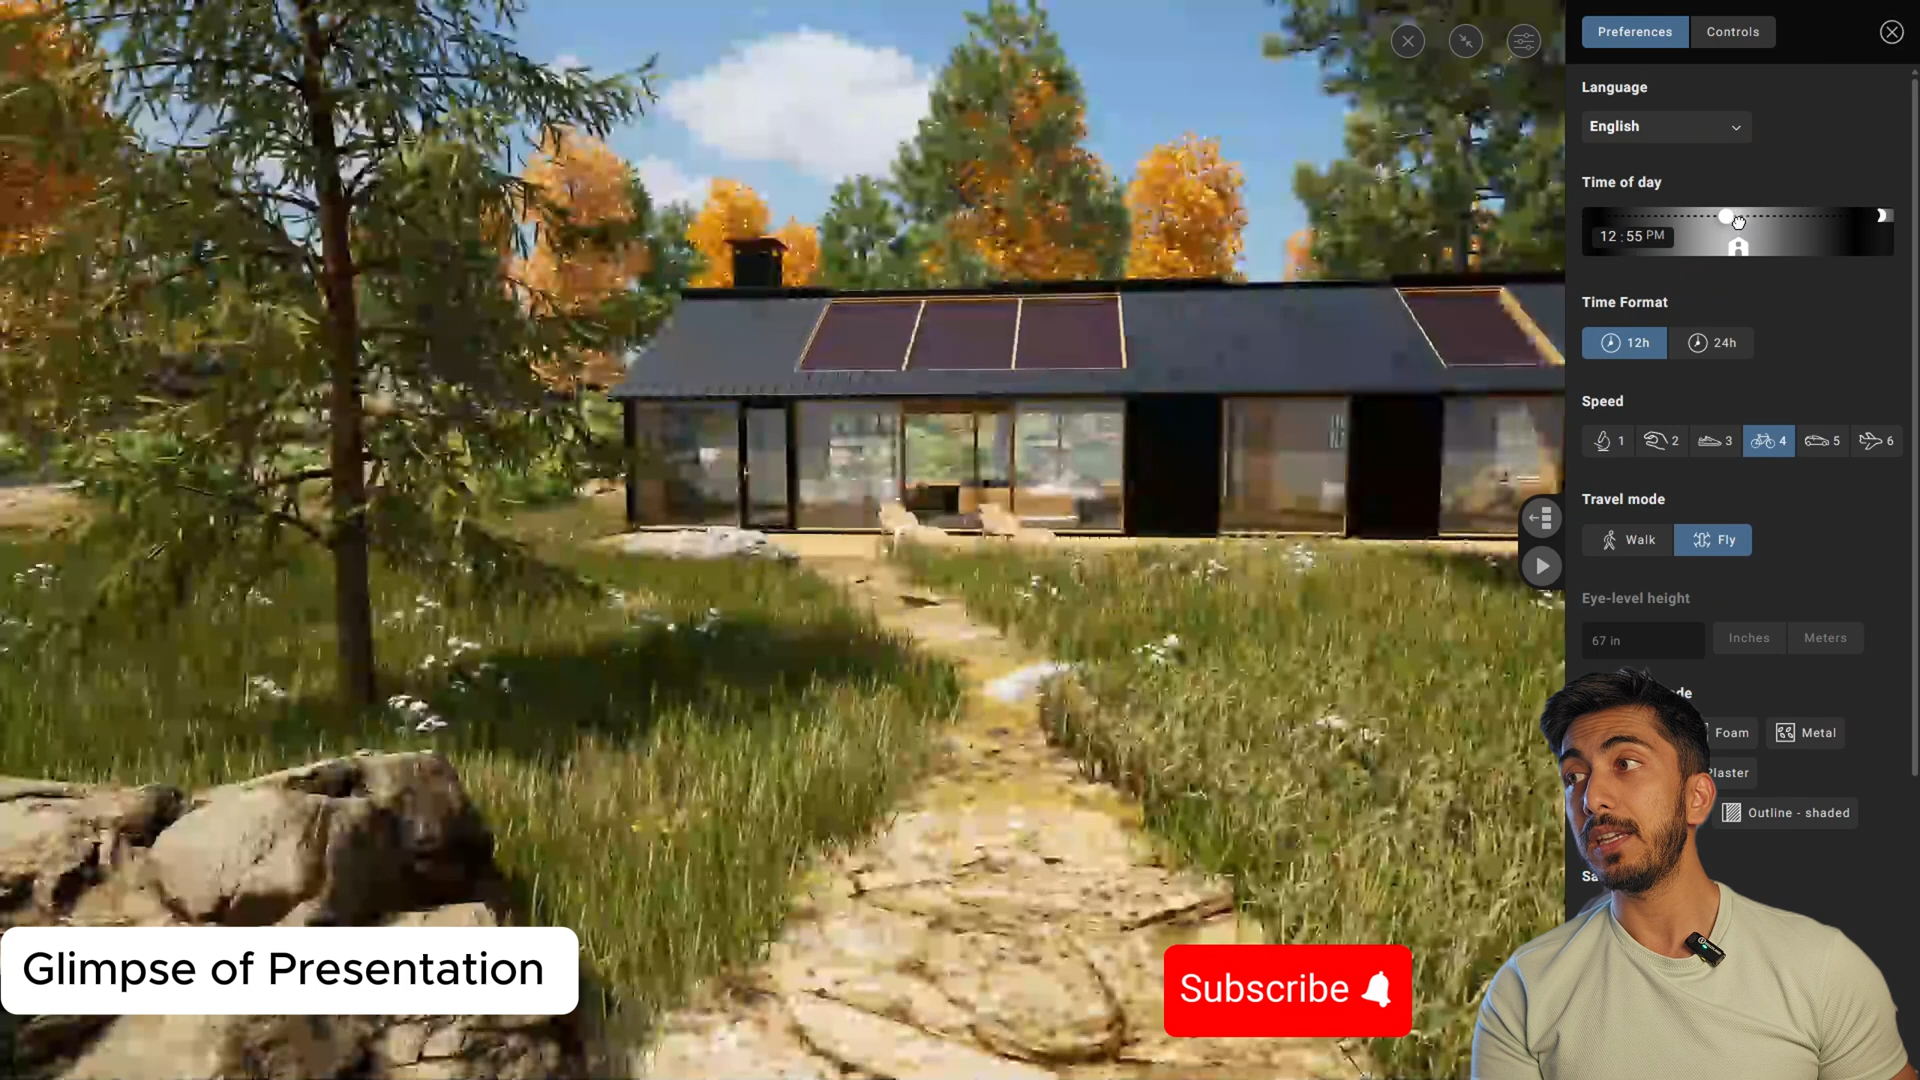 Preferences
Controls
Language
English
Time of day
12 : 55 PM
Time Format
12h
24h
Speed
1
2
3
4
5
6
Travel mode
Walk
Fly
Eye-level height
67 in
Inches
Meters
Foam
Metal
Plaster
Outline - shaded
Glimpse of Presentation
Subscribe